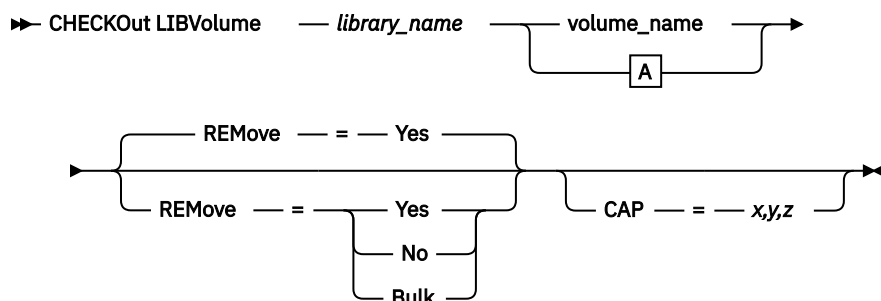 CHECKOut LIBVolume library_name volume_name
A
REMove = Yes
REMove = Yes CAP = x,y,z
No
Bulk